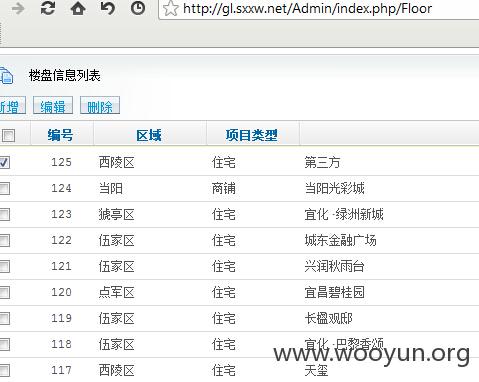 http://gl.sxxw.net/Admin/index.php/Floor
楼盘信息列表
新增 编辑 删除
编号 区域 项目类型
125 西陵区 住宅 第三方
124 当阳 商铺 当阳光彩城
123 猇亭区 住宅 宜化·绿洲新城
122 伍家区 住宅 城东金融广场
121 伍家区 住宅 兴润秋雨台
120 点军区 住宅 宜昌碧桂园
119 伍家区 住宅 长楹观邸
118 伍家区 住宅 宜化·巴黎香颂
117 西陵区 住宅 天玺
www.wooyun.org